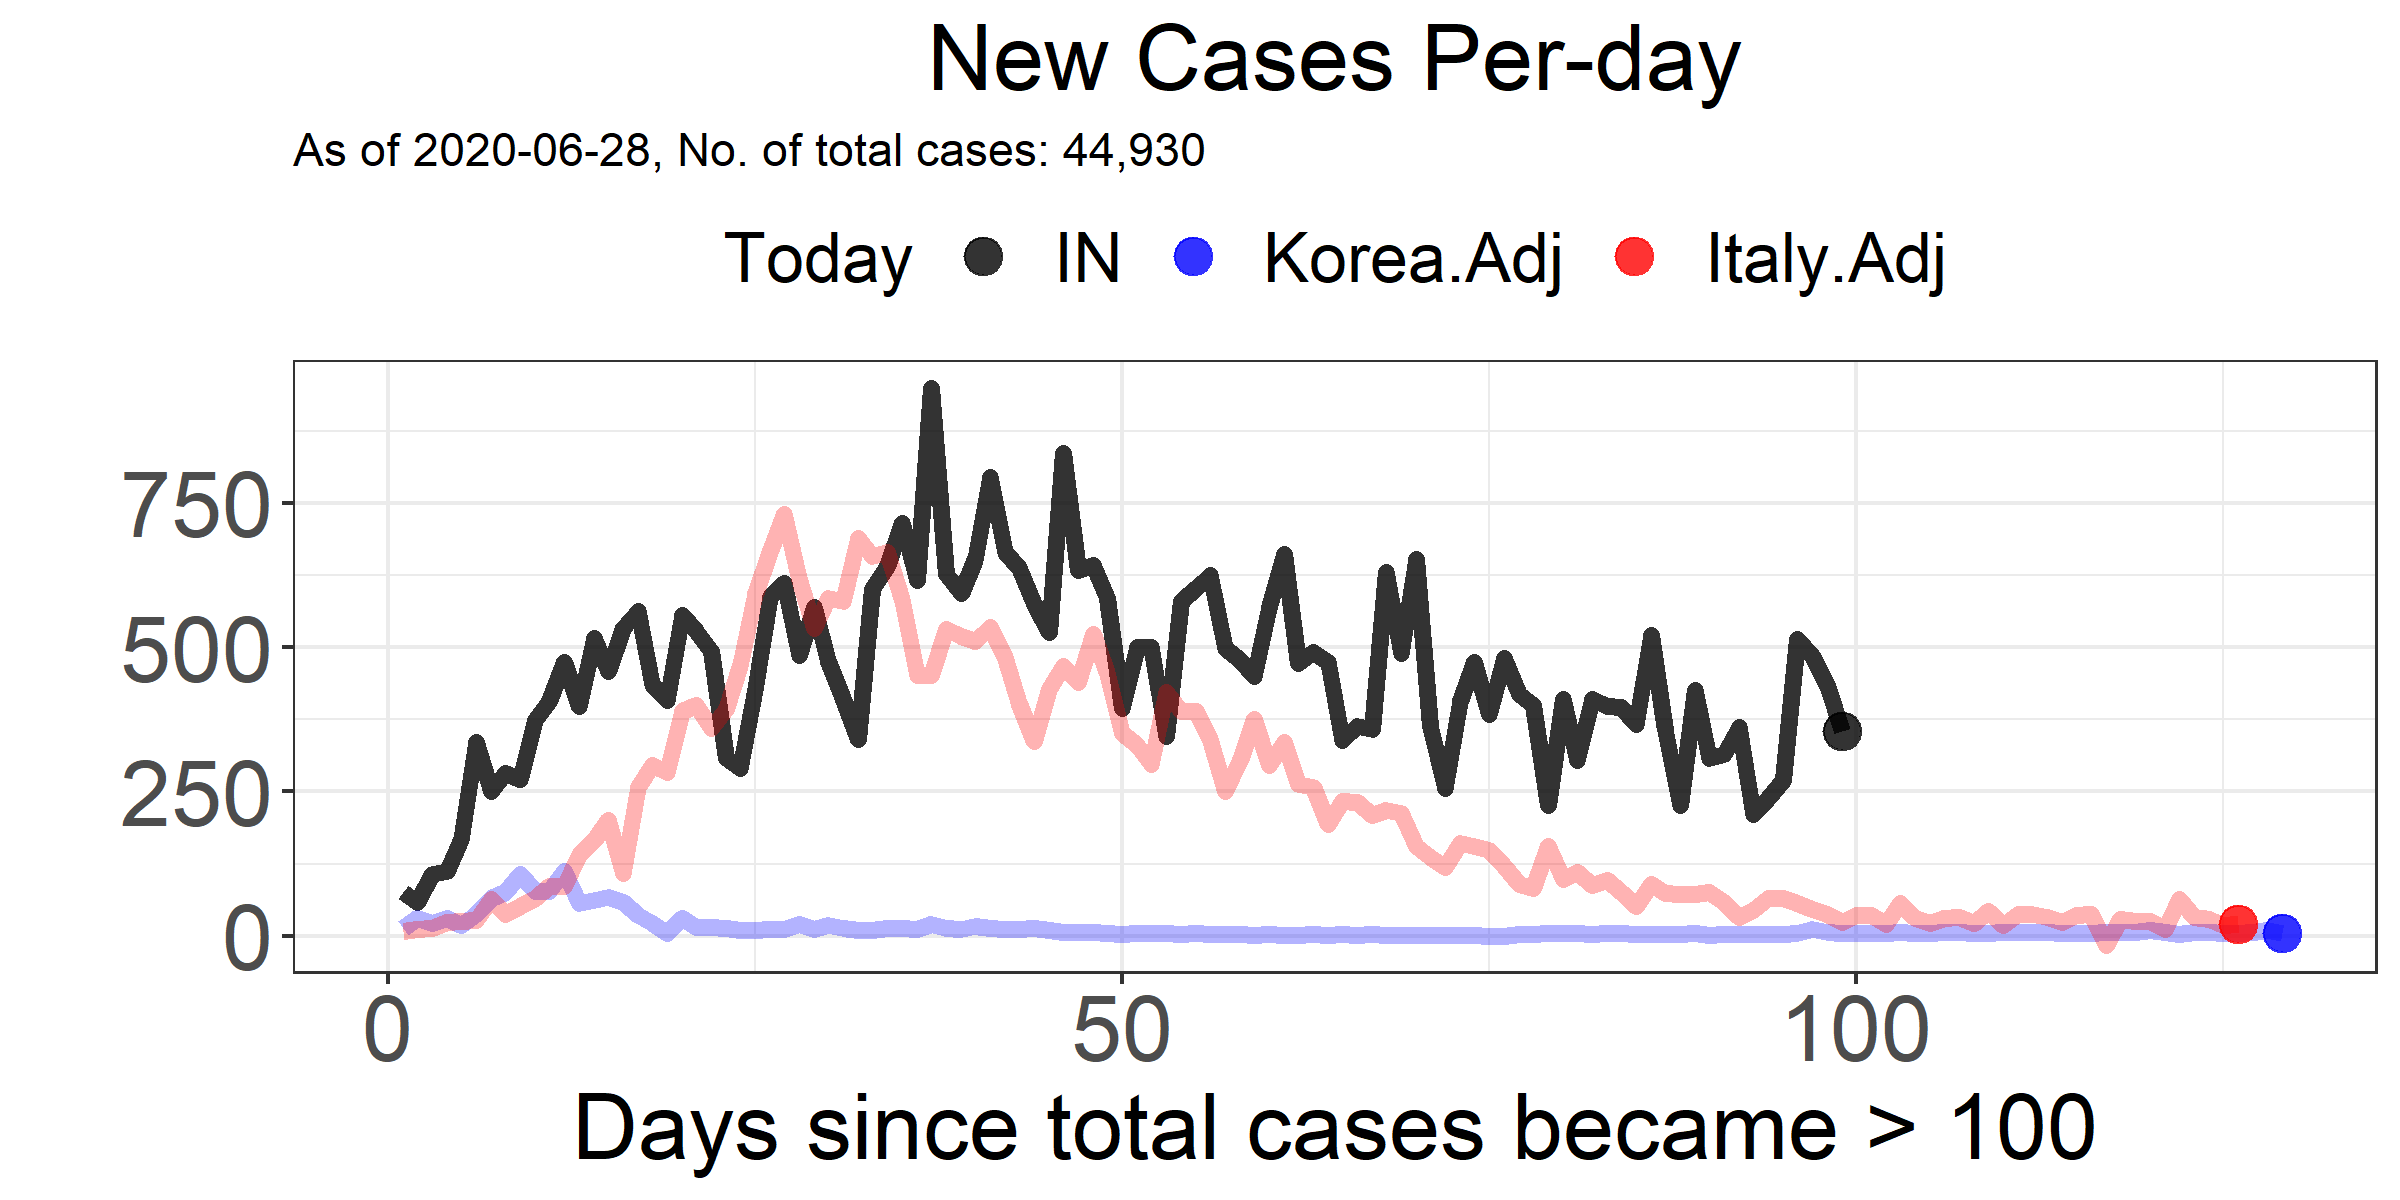 New Cases Per-day
As of 2020-06-28, No. of total cases: 44,930
Today IN Korea.Adj Italy.Adj
750
500
250
0
0 50 100
Days since total cases became > 100